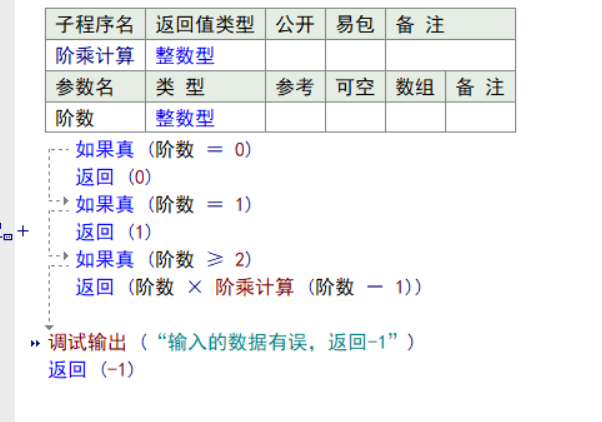 子程序名 返回值类型 公开 易包 备 注
阶乘计算 整数型
参数名 类 型 参考 可空 数组 备 注
阶数 整数型
如果真 (阶数 ＝ 0)
返回 (0)
如果真 (阶数 ＝ 1)
返回 (1)
如果真 (阶数 ≥ 2)
返回 (阶数 × 阶乘计算 (阶数 － 1))
调试输出 (“输入的数据有误，返回-1”)
返回 (-1)